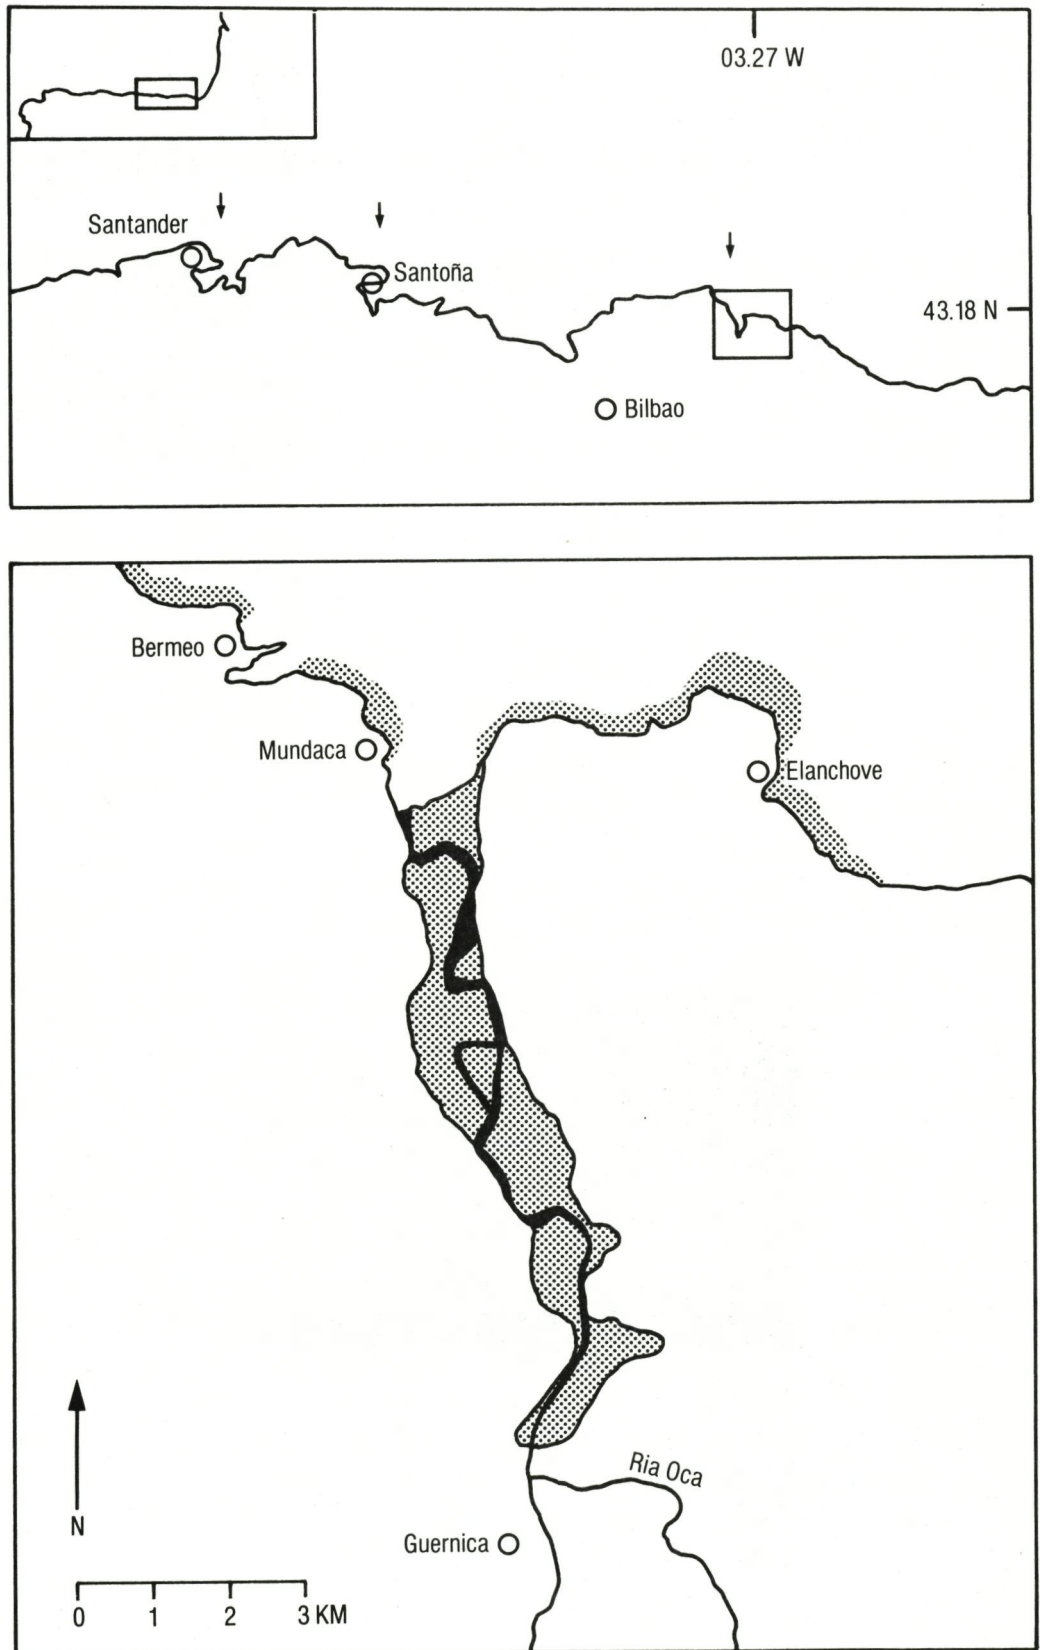 03.27 W
Santander
Santoña
43.18 N
Bilbao
Bermeo
Mundaca
Elanchove
Ria Oca
N
Guernica
0 1 2 3 KM